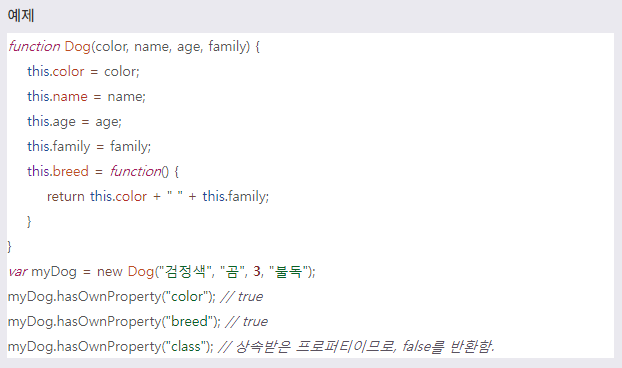 예제
function Dog(color, name, age, family) {
this.color = color;
this.name = name;
this.age = age;
this.family = family;
this.breed = function() {
return this.color + " " + this.family;
}
}
var myDog = new Dog("검정색", "곰", 3, "불독");
myDog.hasOwnProperty("color"); // true
myDog.hasOwnProperty("breed"); // true
myDog.hasOwnProperty("class"); // 상속받은 프로퍼티이므로, false를 반환함.